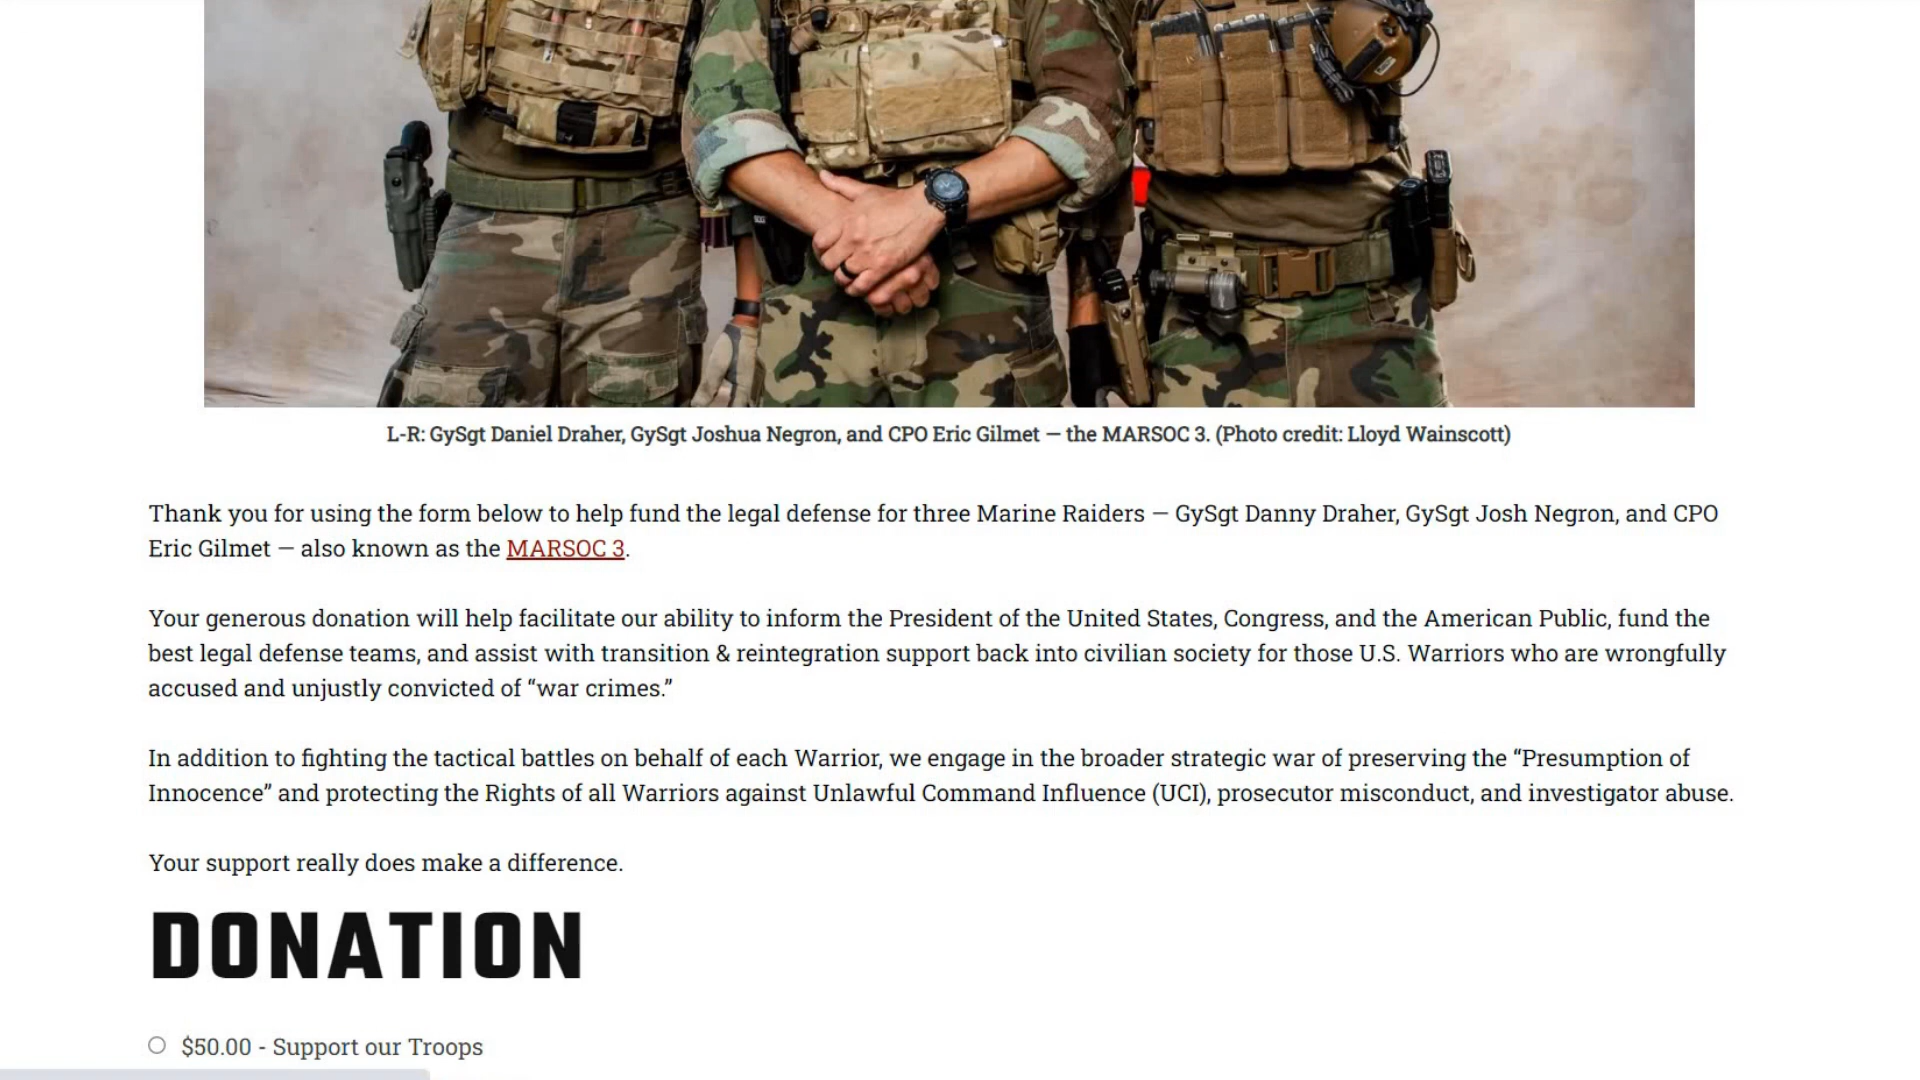 L-R: GySgt Daniel Draher, GySgt Joshua Negron, and CPO Eric Gilmet — the MARSOC 3. (Photo credit: Lloyd Wainscott)
Thank you for using the form below to help fund the legal defense for three Marine Raiders — GySgt Danny Draher, GySgt Josh Negron, and CPO
Eric Gilmet — also known as the MARSOC 3.
Your generous donation will help facilitate our ability to inform the President of the United States, Congress, and the American Public, fund the
best legal defense teams, and assist with transition & reintegration support back into civilian society for those U.S. Warriors who are wrongfully
accused and unjustly convicted of “war crimes.”
In addition to fighting the tactical battles on behalf of each Warrior, we engage in the broader strategic war of preserving the “Presumption of
Innocence” and protecting the Rights of all Warriors against Unlawful Command Influence (UCI), prosecutor misconduct, and investigator abuse.
Your support really does make a difference.
DONATION
$50.00 - Support our Troops